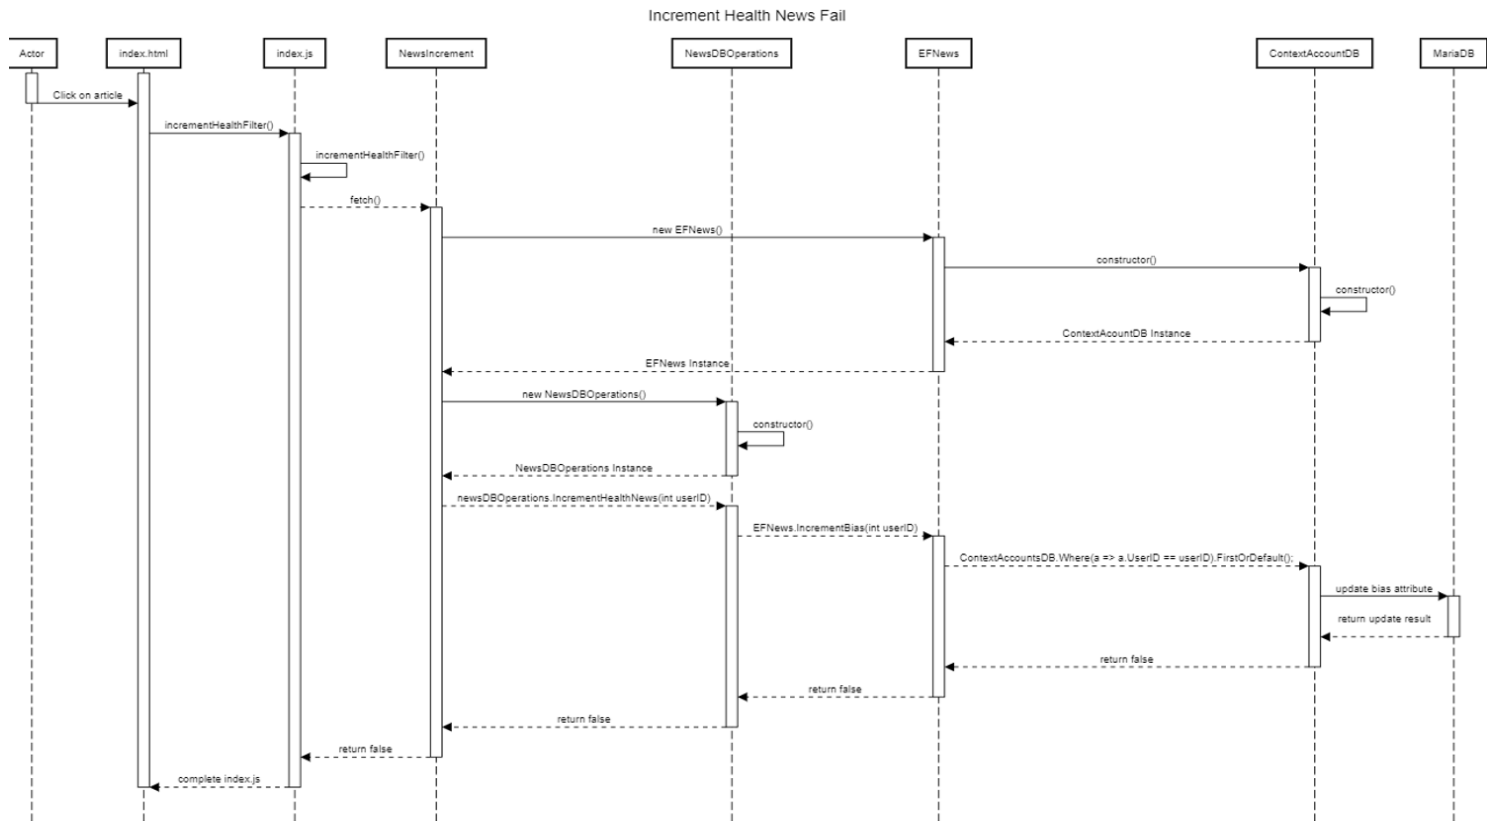 Increment Health News Fail
Actor
index.html
index.js
NewsIncrement
NewsDBOperations
EFNews
ContextAccountDB
MariaDB
Click on article
incrementHealthFilter()
incrementHealthFilter()
fetch()
new EFNews()
constructor()
constructor()
ContextAcountDB Instance
EFNews Instance
new NewsDBOperations()
constructor()
NewsDBOperations Instance
newsDBOperations.IncrementHealthNews(int userID)
EFNews.IncrementBias(int userID)
ContextAccountsDB.Where(a => a.UserID == userID).FirstOrDefault();
update bias attribute
return update result
return false
return false
return false
return false
complete index.js